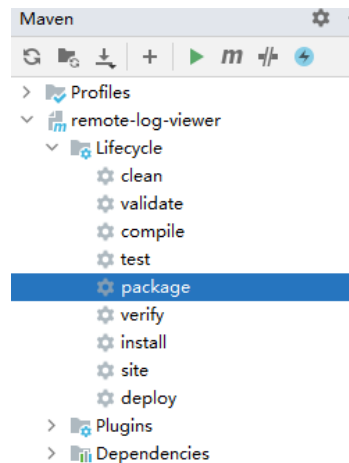 Maven
m
Profiles
remote-log-viewer
Lifecycle
clean
validate
compile
test
package
verify
install
site
deploy
Plugins
Dependencies